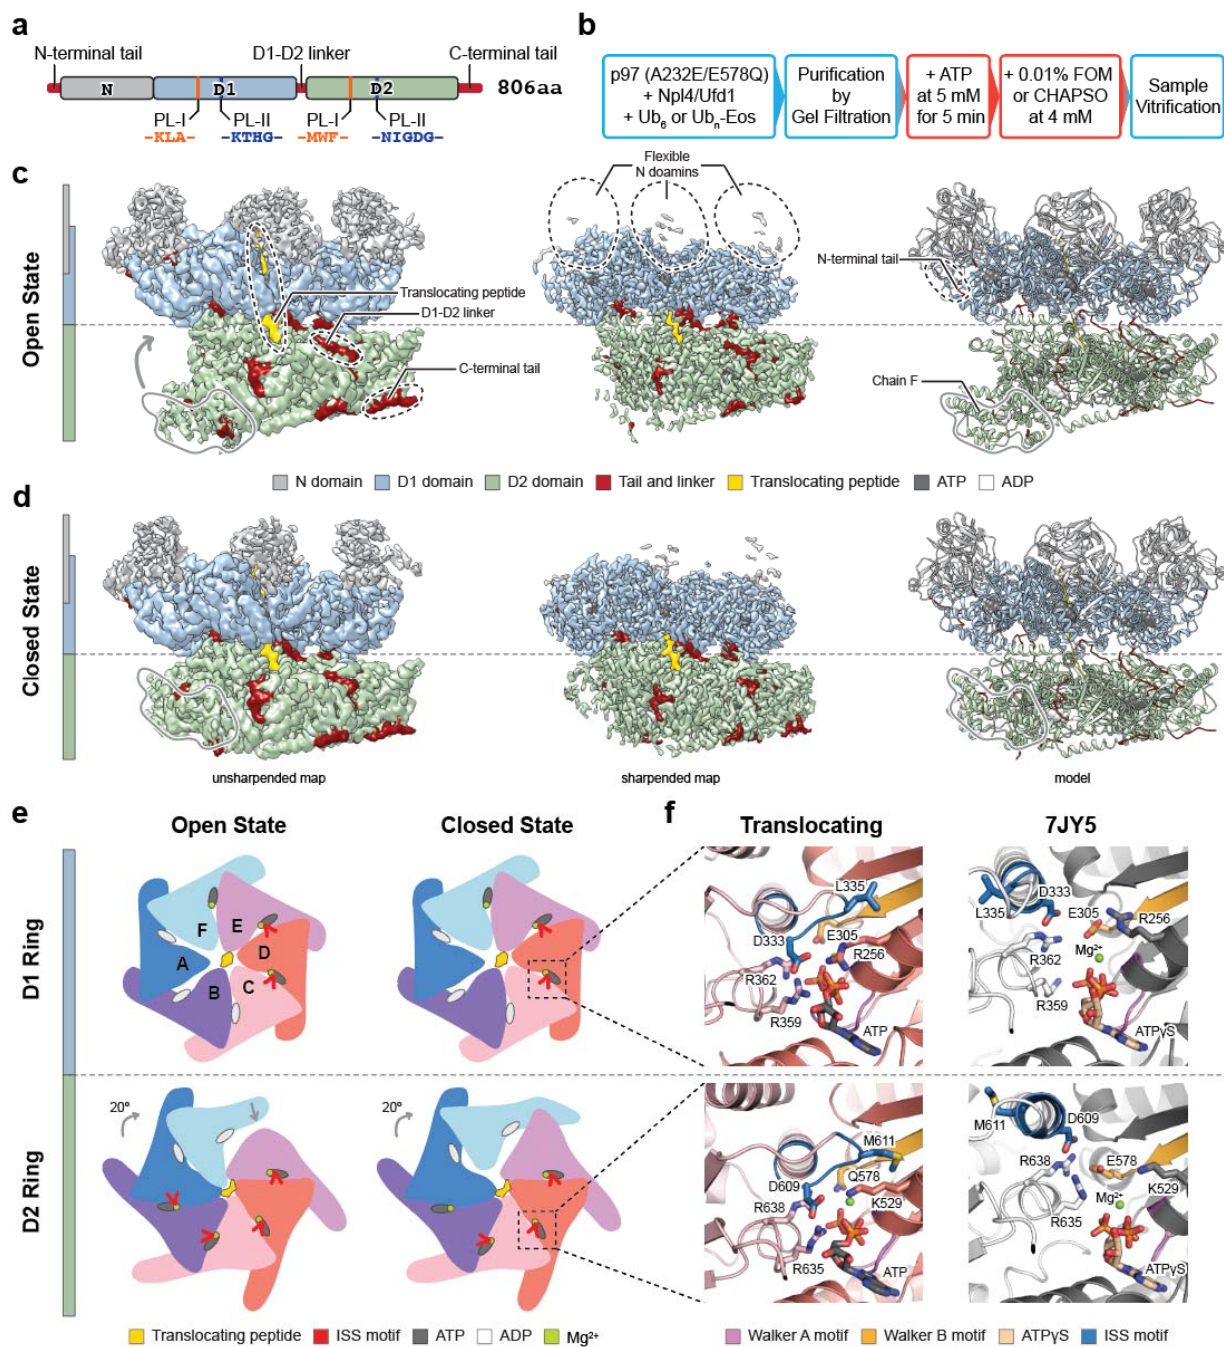 a
N-terminal tail
D1-D2 linker
C-terminal tail
N
D1
D2
806aa
PL-I
PL-II
PL-I
PL-II
-KLA-
-KTHG-
-MWF-
-NIGDG-
b
p97 (A232E/E578Q)
+ Npl4/Ufd1
+ Ub6 or Ubn-Eos
Purification
by
Gel Filtration
+ ATP
at 5 mM
for 5 min
+ 0.01% FOM
or CHAPSO
at 4 mM
Sample
Vitrification
c
Open State
Translocating peptide
D1-D2 linker
C-terminal tail
Flexible
N doamins
N-terminal tail
Chain F
N domain
D1 domain
D2 domain
Tail and linker
Translocating peptide
ATP
ADP
d
Closed State
unsharpended map
sharpended map
model
e
Open State
Closed State
D1 Ring
F
E
A
D
B
C
D2 Ring
20°
20°
Translocating peptide
ISS motif
ATP
ADP
Mg²⁺
f
Translocating
7JY5
L335
D333
E305
R256
R362
R359
ATP
D333
L335
E305
R256
Mg²⁺
R362
R359
ATPγS
M611
Q578
D609
K529
R638
R635
ATP
M611
D609
R638
E578
K529
Mg²⁺
R635
ATPγS
Walker A motif
Walker B motif
ATPγS
ISS motif